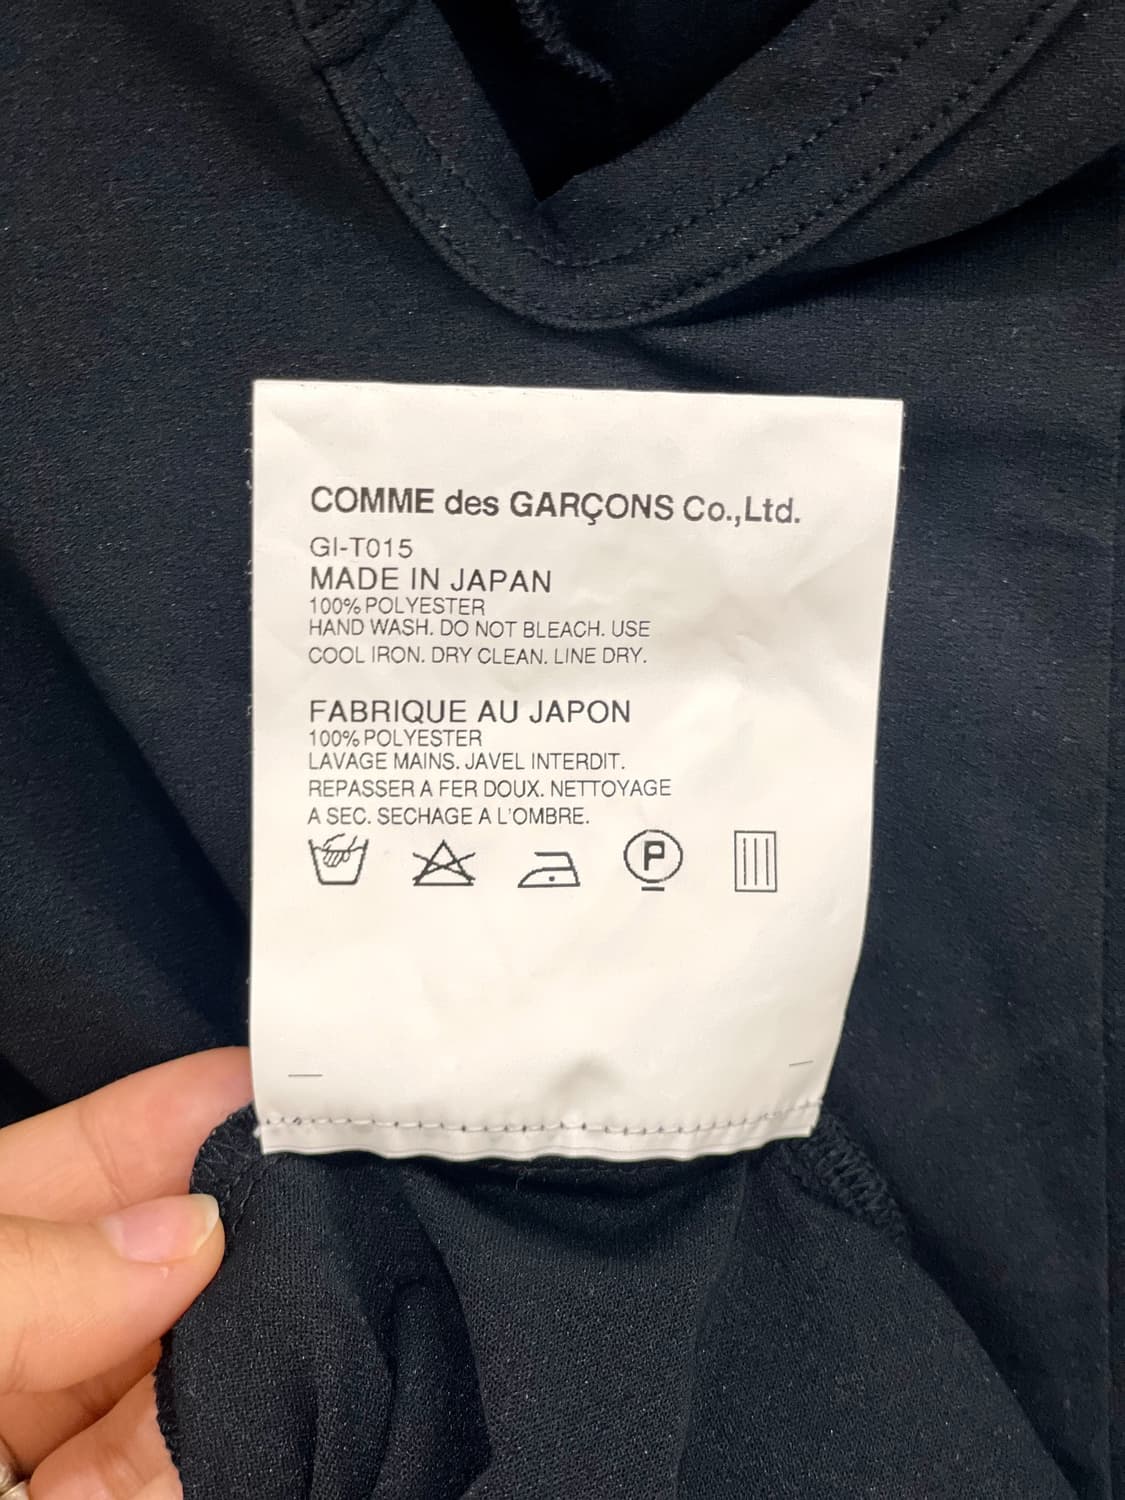 COMME des GARÇONS Co.,Ltd.
GI-T015
MADE IN JAPAN
100% POLYESTER
HAND WASH. DO NOT BLEACH. USE
COOL IRON. DRY CLEAN. LINE DRY.
FABRIQUE AU JAPON
100% POLYESTER
LAVAGE MAINS. JAVEL INTERDIT.
REPASSER A FER DOUX. NETTOYAGE
A SEC. SECHAGE A L'OMBRE.
P